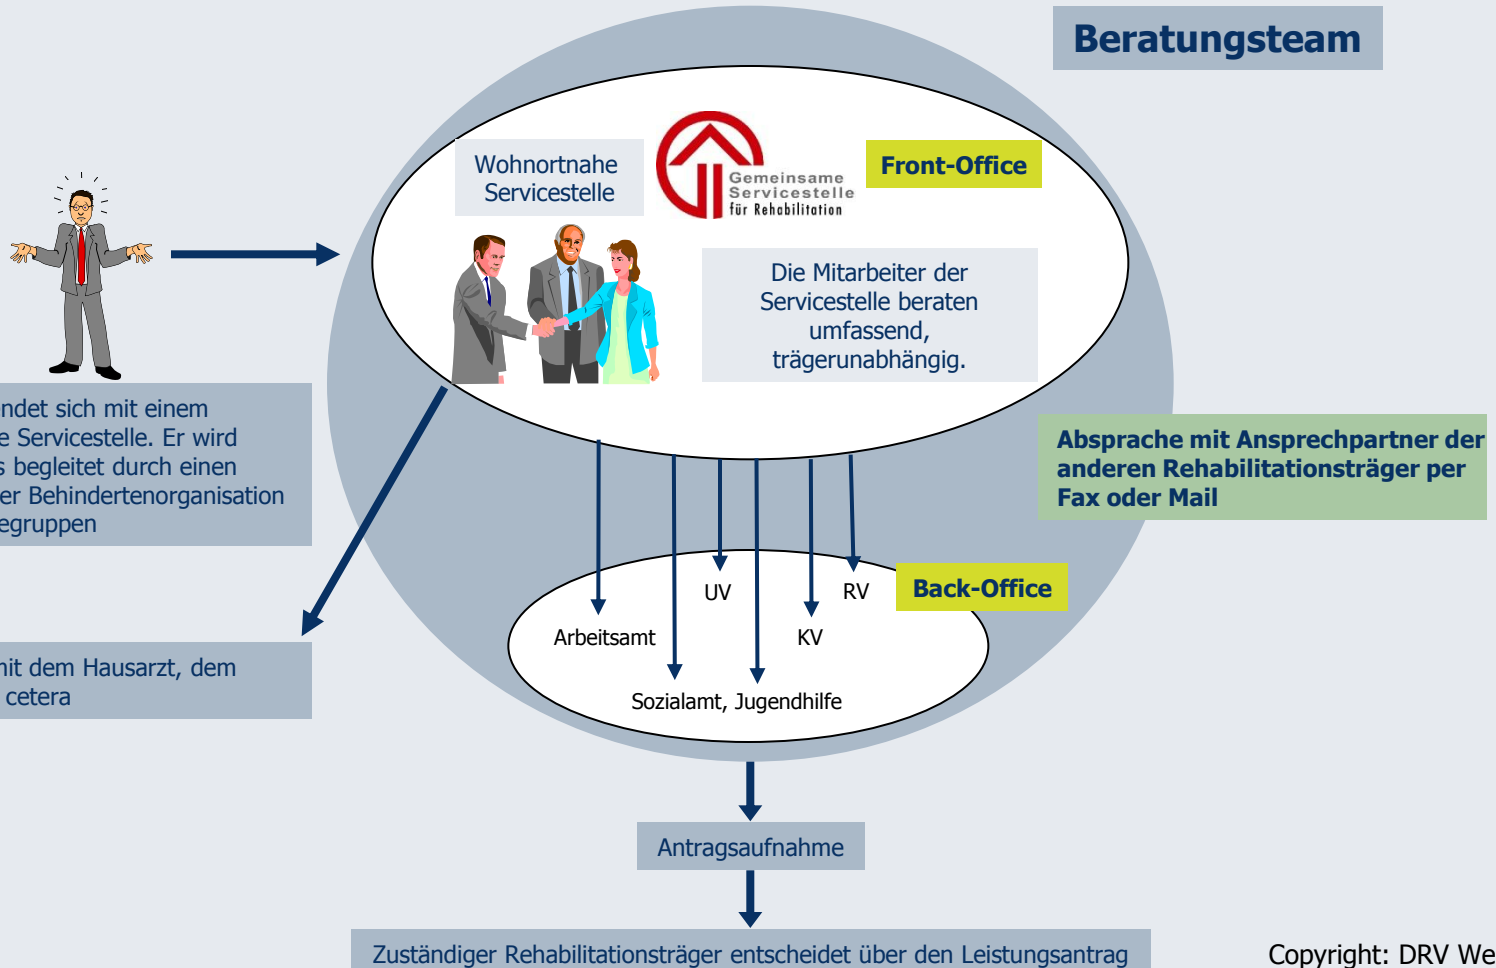 Beratungsteam
Wohnortnahe
Servicestelle
Gemeinsame
Servicestelle
für Rehabilitation
Front-Office
Die Mitarbeiter der
Servicestelle beraten
umfassend,
trägerunabhängig.
ndet sich mit einem
e Servicestelle. Er wird
s begleitet durch einen
er Behindertenorganisation
egruppen
Absprache mit Ansprechpartner der
anderen Rehabilitationsträger per
Fax oder Mail
UV
RV
Back-Office
Arbeitsamt
KV
Sozialamt, Jugendhilfe
mit dem Hausarzt, dem
cetera
Antragsaufnahme
Zuständiger Rehabilitationsträger entscheidet über den Leistungsantrag
Copyright: DRV We